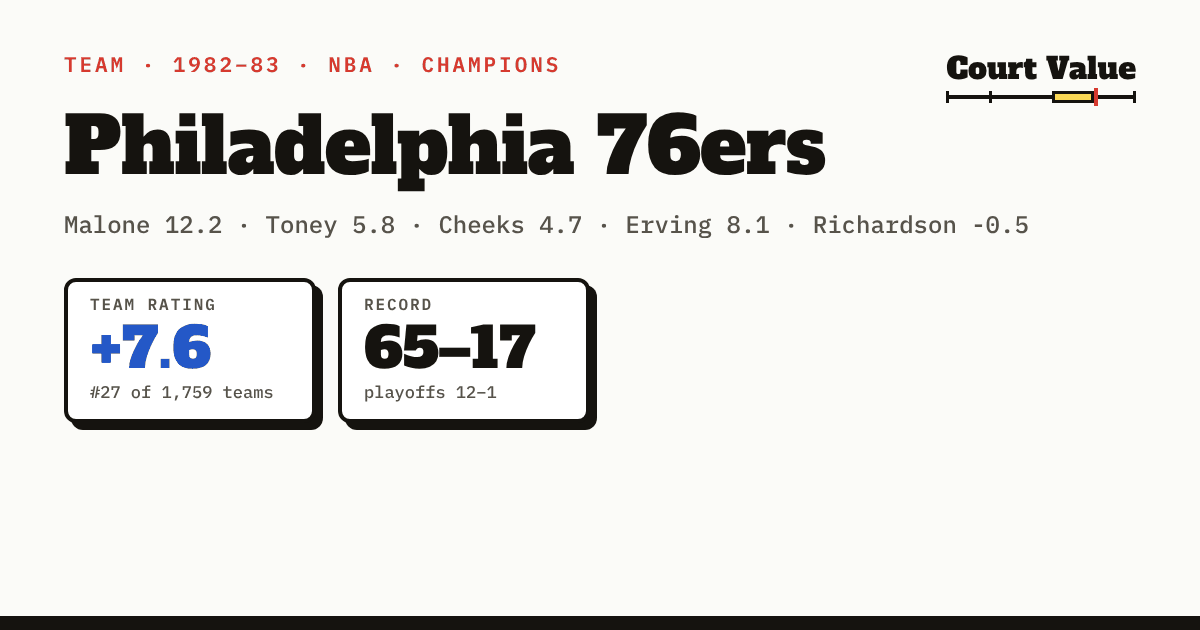 TEAM · 1982–83 · NBA · CHAMPIONS
Court Value
Philadelphia 76ers
Malone 12.2 · Toney 5.8 · Cheeks 4.7 · Erving 8.1 · Richardson -0.5
TEAM RATING
+7.6
#27 of 1,759 teams
RECORD
65–17
playoffs 12–1